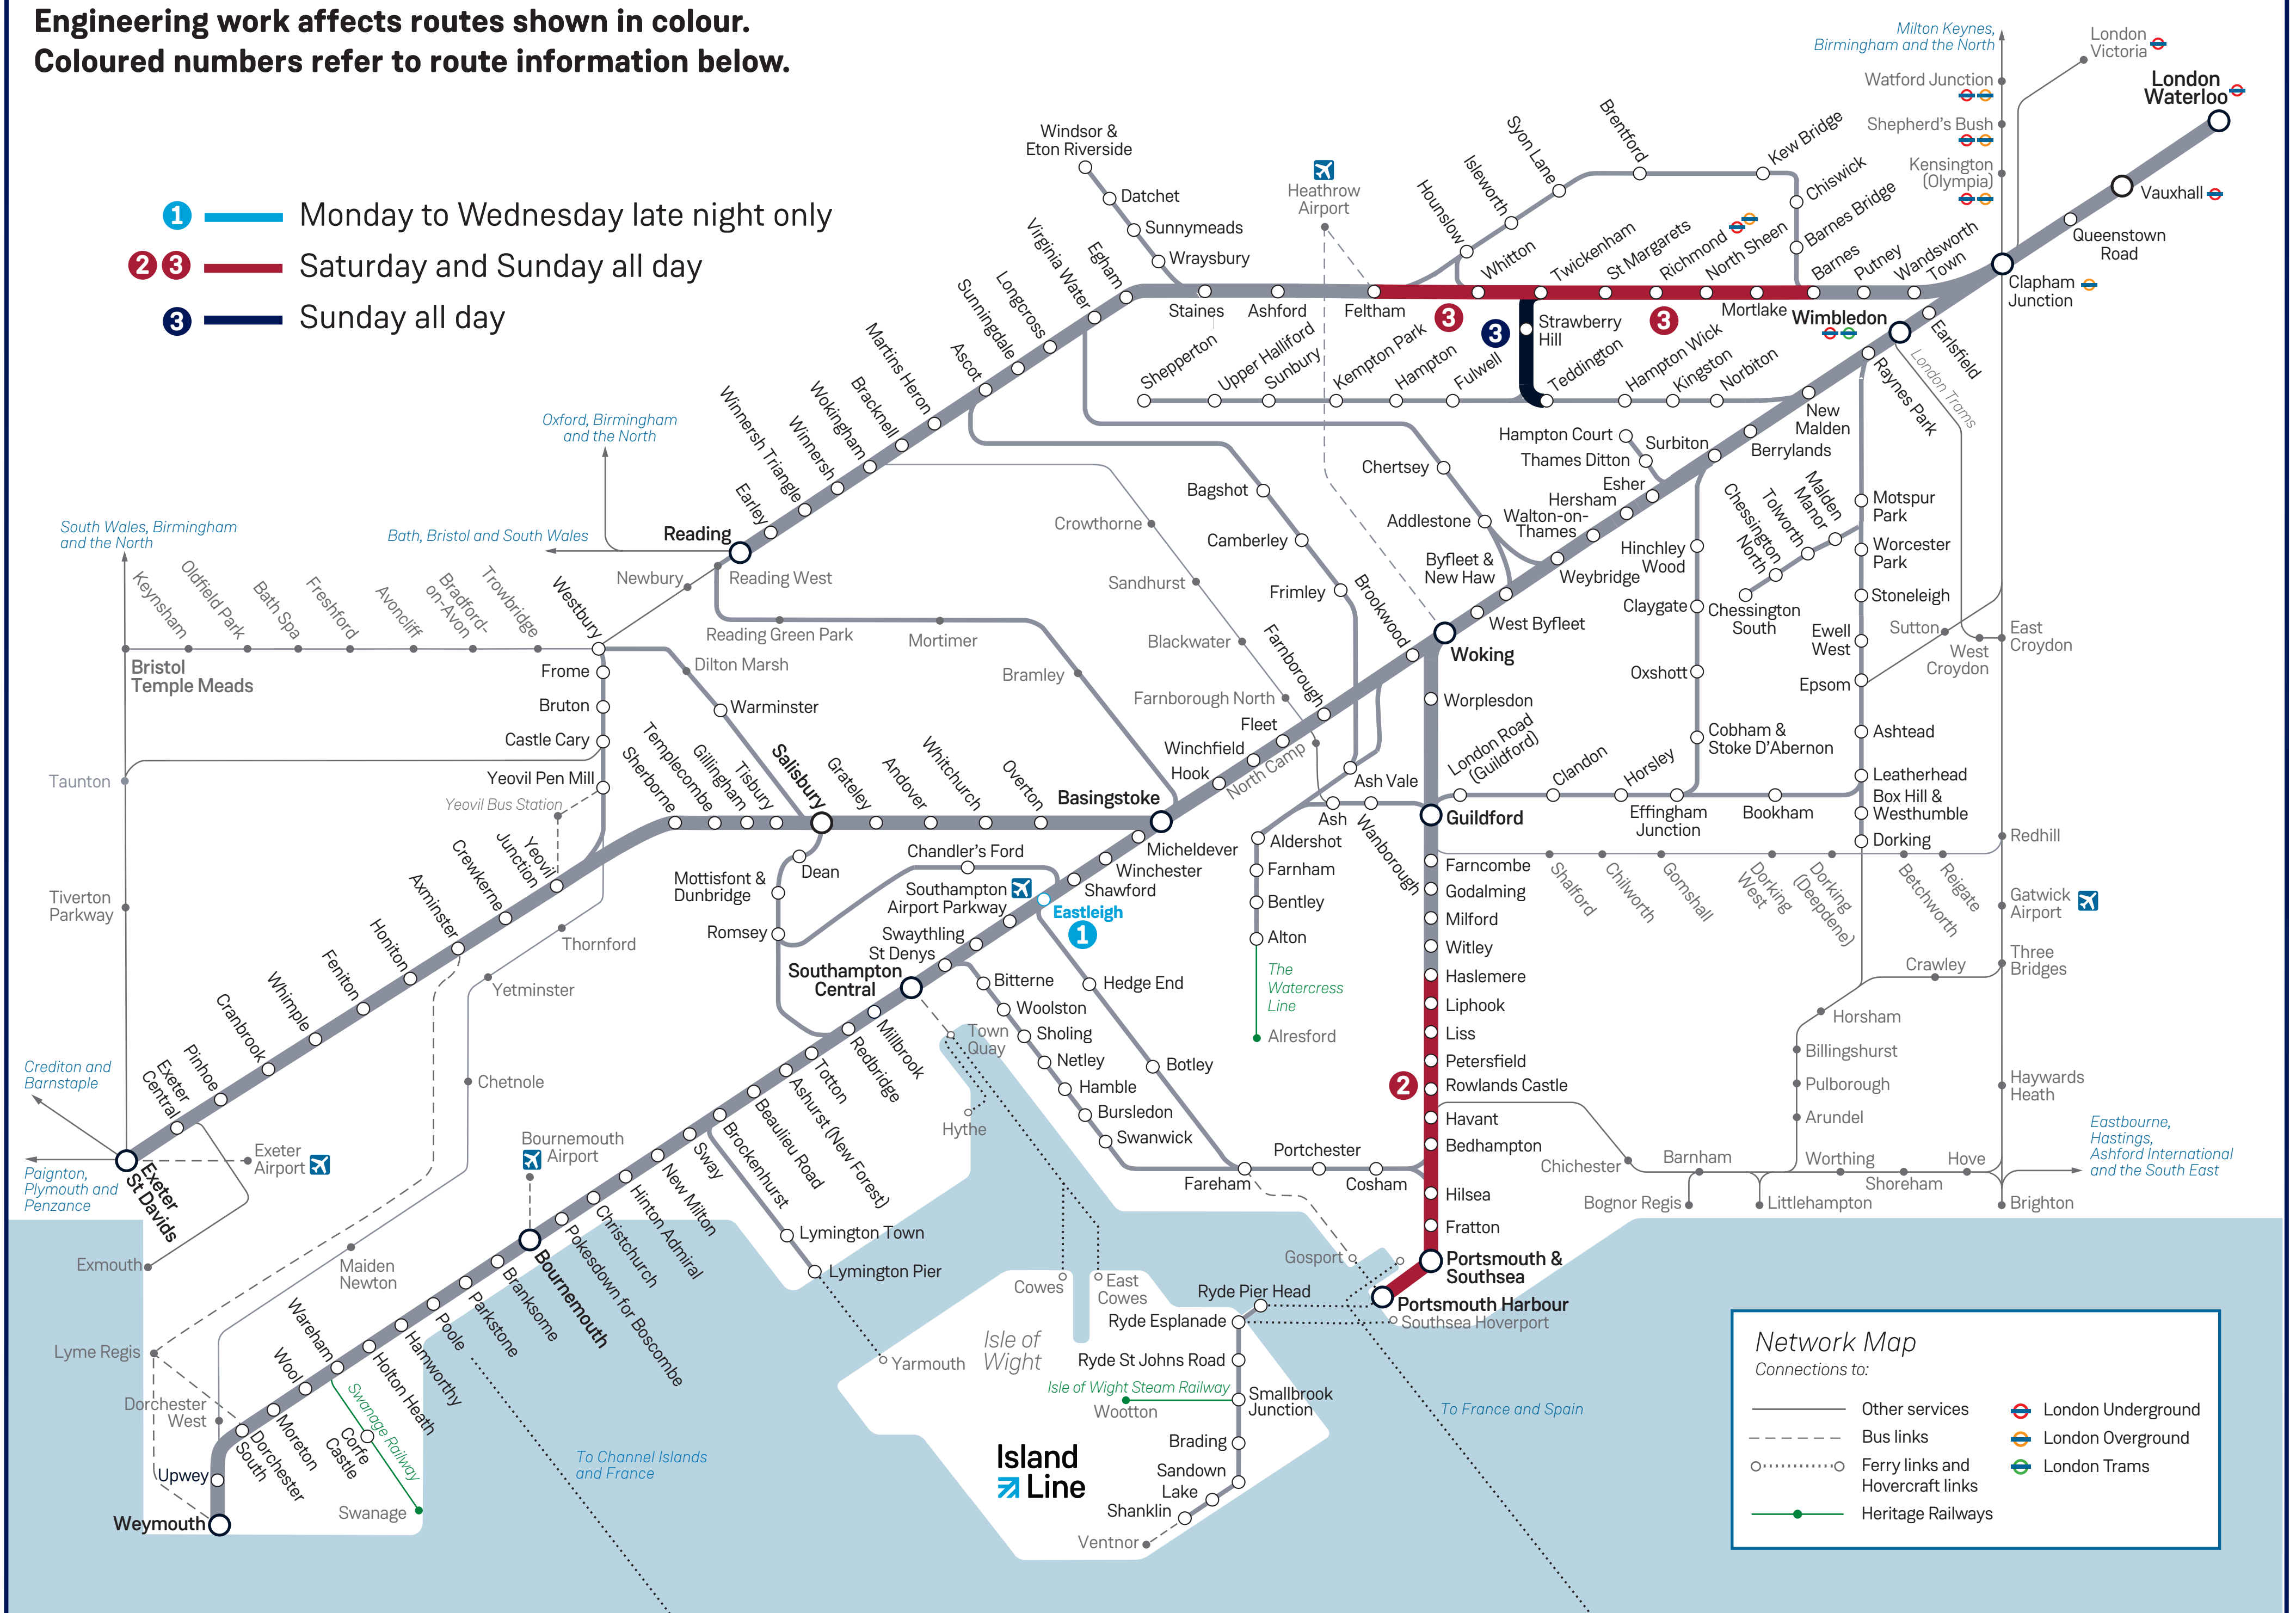 Engineering work affects routes shown in colour.
Coloured numbers refer to route information below.
1 Monday to Wednesday late night only
2 3 Saturday and Sunday all day
3 Sunday all day
Milton Keynes,
Birmingham and the North
London
Victoria
Watford Junction
London
Waterloo
Shepherd's Bush
Kensington
(Olympia)
Vauxhall
Queenstown
Road
Clapham
Junction
Windsor &
Eton Riverside
Datchet
Sunnymeads
Wraysbury
Heathrow
Airport
Hounslow
Isleworth
Syon Lane
Brentford
Kew Bridge
Chiswick
Barnes Bridge
Virginia Water
Egham
Staines
Ashford
Feltham
Whitton
Twickenham
St Margarets
Richmond
North Sheen
Mortlake
Barnes
Putney
Wandsworth
Town
3
3
3
Strawberry
Hill
Wimbledon
Earlsfield
London Trams
Raynes Park
Shepperton
Upper Halliford
Sunbury
Kempton Park
Hampton
Fulwell
Teddington
Hampton Wick
Kingston
Norbiton
New
Malden
Berrylands
Surbiton
Hampton Court
Thames Ditton
Esher
Hersham
Walton-on-
Thames
Weybridge
Byfleet &
New Haw
West Byfleet
Woking
Longcross
Sunningdale
Ascot
Martins Heron
Bracknell
Wokingham
Winnersh
Winnersh Triangle
Earley
Reading
Oxford, Birmingham
and the North
Bath, Bristol and South Wales
South Wales, Birmingham
and the North
Chertsey
Addlestone
Bagshot
Camberley
Frimley
Crowthorne
Sandhurst
Blackwater
Farnborough North
North Camp
Brookwood
Farnborough
Fleet
Winchfield
Hook
Basingstoke
Hinchley
Wood
Claygate
Oxshott
Cobham &
Stoke D'Abernon
Chessington
North
Tolworth
Malden
Manor
Chessington
South
Motspur
Park
Worcester
Park
Stoneleigh
Ewell
West
Epsom
Ashtead
Leatherhead
Box Hill &
Westhumble
Dorking
Sutton
West
Croydon
East
Croydon
Redhill
Gatwick
Airport
Three
Bridges
Crawley
Horsham
Billingshurst
Pulborough
Arundel
Haywards
Heath
Eastbourne,
Hastings,
Ashford International
and the South East
Newbury
Reading West
Reading Green Park
Mortimer
Bramley
Keynsham
Oldfield Park
Bath Spa
Freshford
Avoncliff
Bradford-
on-Avon
Trowbridge
Westbury
Bristol
Temple Meads
Frome
Bruton
Castle Cary
Yeovil Pen Mill
Yeovil Bus Station
Dilton Marsh
Warminster
Taunton
Tiverton
Parkway
Sherborne
Templecombe
Gillingham
Tisbury
Salisbury
Grateley
Andover
Whitchurch
Overton
Yeovil
Junction
Crewkerne
Axminster
Honiton
Feniton
Whimple
Cranbrook
Pinhoe
Exeter
Central
Exeter
St Davids
Crediton and
Barnstaple
Paignton,
Plymouth and
Penzance
Exeter
Airport
Exmouth
Thornford
Yetminster
Chetnole
Maiden
Newton
Lyme Regis
Dorchester
West
Dean
Mottisfont &
Dunbridge
Romsey
Chandler's Ford
Southampton
Airport Parkway
Swaythling
St Denys
Southampton
Central
Micheldever
Winchester
Shawford
Eastleigh
1
Ash Vale
Ash
Wanborough
Aldershot
Farnham
Bentley
Alton
The
Watercress
Line
Alresford
Worplesdon
London Road
(Guildford)
Clandon
Horsley
Effingham
Junction
Bookham
Guildford
Shalford
Chilworth
Gomshall
Dorking
West
Dorking
(Deepdene)
Betchworth
Reigate
Farncombe
Godalming
Milford
Witley
Haslemere
Liphook
Liss
Petersfield
2
Rowlands Castle
Havant
Bedhampton
Hilsea
Fratton
Portsmouth &
Southsea
Portsmouth Harbour
Southsea Hoverport
Chichester
Barnham
Bognor Regis
Littlehampton
Worthing
Shoreham
Hove
Brighton
Bitterne
Woolston
Sholing
Netley
Hamble
Bursledon
Swanwick
Hedge End
Botley
Fareham
Portchester
Cosham
Gosport
Town
Quay
Hythe
Millbrook
Redbridge
Totton
Ashurst (New Forest)
Beaulieu Road
Brockenhurst
Sway
New Milton
Hinton Admiral
Christchurch
Pokesdown for Boscombe
Bournemouth
Bournemouth
Airport
Branksome
Parkstone
Poole
Hamworthy
Holton Heath
Wareham
Wool
Moreton
Dorchester
South
Upwey
Weymouth
Swanage Railway
Corfe
Castle
Swanage
Lymington Town
Lymington Pier
Yarmouth
Cowes
East
Cowes
Isle of
Wight
Ryde Pier Head
Ryde Esplanade
Ryde St Johns Road
Isle of Wight Steam Railway
Wootton
Smallbrook
Junction
Brading
Sandown
Lake
Shanklin
Ventnor
Island
Line
To Channel Islands
and France
To France and Spain
Network Map
Connections to:
Other services
Bus links
Ferry links and
Hovercraft links
Heritage Railways
London Underground
London Overground
London Trams